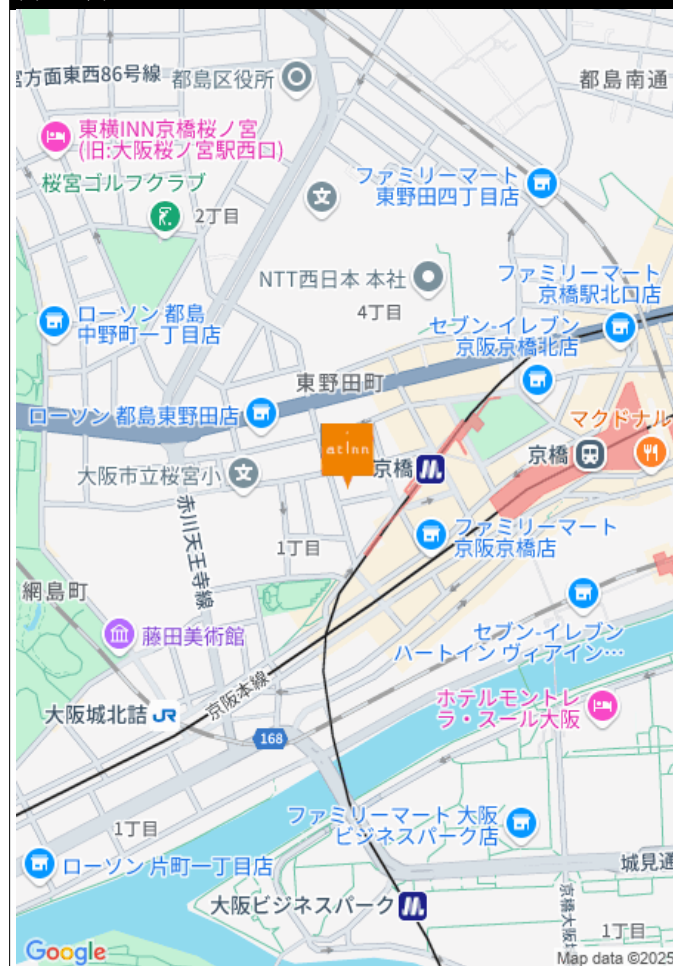 宮方面東西86号線
都島区役所
都島南通
東横INN京橋桜ノ宮
(旧:大阪桜ノ宮駅西口)
ファミリーマート
東野田四丁目店
桜宮ゴルフクラブ
2丁目
NTT西日本 本社
ファミリーマート
京橋駅北口店
4丁目
ローソン 都島
中野町一丁目店
セブン-イレブン
京阪京橋北店
東野田町
ローソン 都島東野田店
マクドナル
atinn
京橋
京橋
大阪市立桜宮小
赤川天王寺線
ファミリーマート
京阪京橋店
1丁目
網島町
藤田美術館
セブン-イレブン
ハートイン ヴィアイン…
京阪本線
大阪城北詰
JR
ホテルモントレ
ラ・スール大阪
168
1丁目
ファミリーマート 大阪
ビジネスパーク店
ローソン 片町一丁目店
城見通
大阪ビジネスパーク
1丁目
Google
Map data ©2025